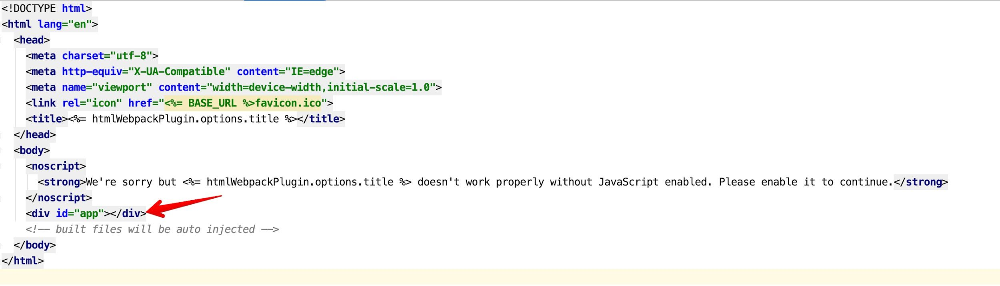 <!DOCTYPE html>
<html lang="en">
<head>
<meta charset="utf-8">
<meta http-equiv="X-UA-Compatible" content="IE=edge">
<meta name="viewport" content="width=device-width,initial-scale=1.0">
<link rel="icon" href="<%= BASE_URL %>favicon.ico">
<title><%= htmlWebpackPlugin.options.title %></title>
</head>
<body>
<noscript>
<strong>We're sorry but <%= htmlWebpackPlugin.options.title %> doesn't work properly without JavaScript enabled. Please enable it to continue.</strong>
</noscript>
<div id="app"></div>
<!-- built files will be auto injected -->
</body>
</html>